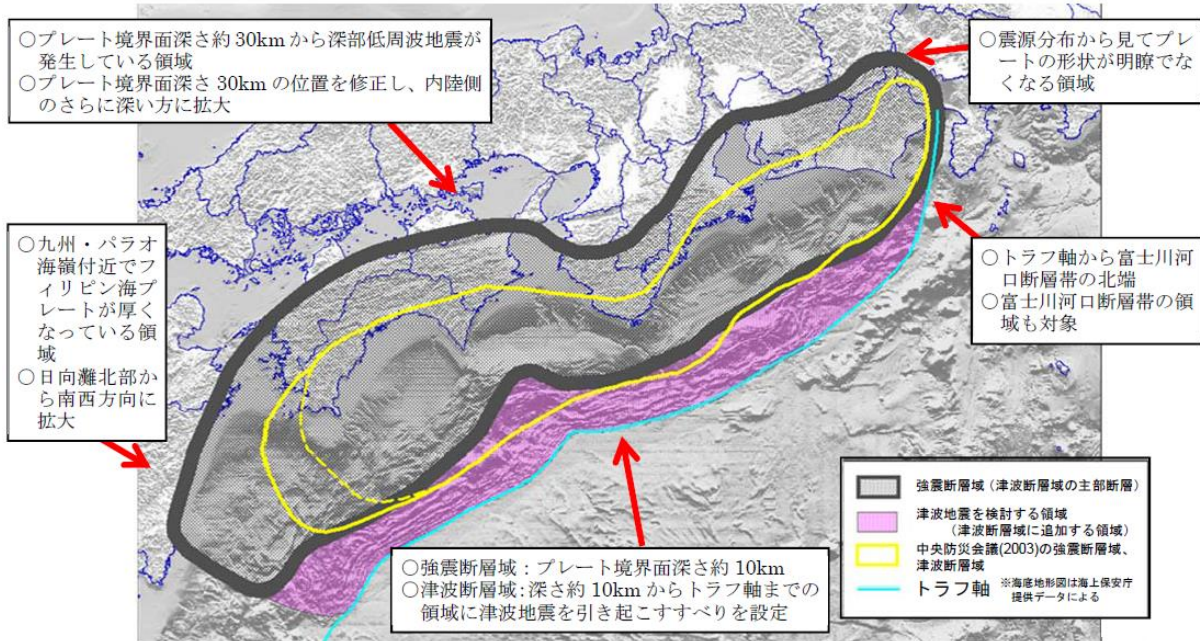 ○プレート境界面深さ約30kmから深部低周波地震が
発生している領域
○プレート境界面深さ30kmの位置を修正し、内陸側
のさらに深い方に拡大
○震源分布から見てプレ
ートの形状が明瞭でな
くなる領域
○九州・パラオ
海嶺付近でフ
ィリピン海プ
レートが厚く
なっている領
域
○日向灘北部か
ら南西方向に
拡大
○トラフ軸から富士川河
口断層帯の北端
○富士川河口断層帯の領
域も対象
○強震断層域：プレート境界面深さ約10km
○津波断層域：深さ約10kmからトラフ軸までの
領域に津波地震を引き起こすすべりを設定
強震断層域（津波断層域の主部断層）
津波地震を検討する領域
（津波断層域に追加する領域）
中央防災会議(2003)の強震断層域、
津波断層域
トラフ軸 ※海底地形図は海上保安庁
提供データによる